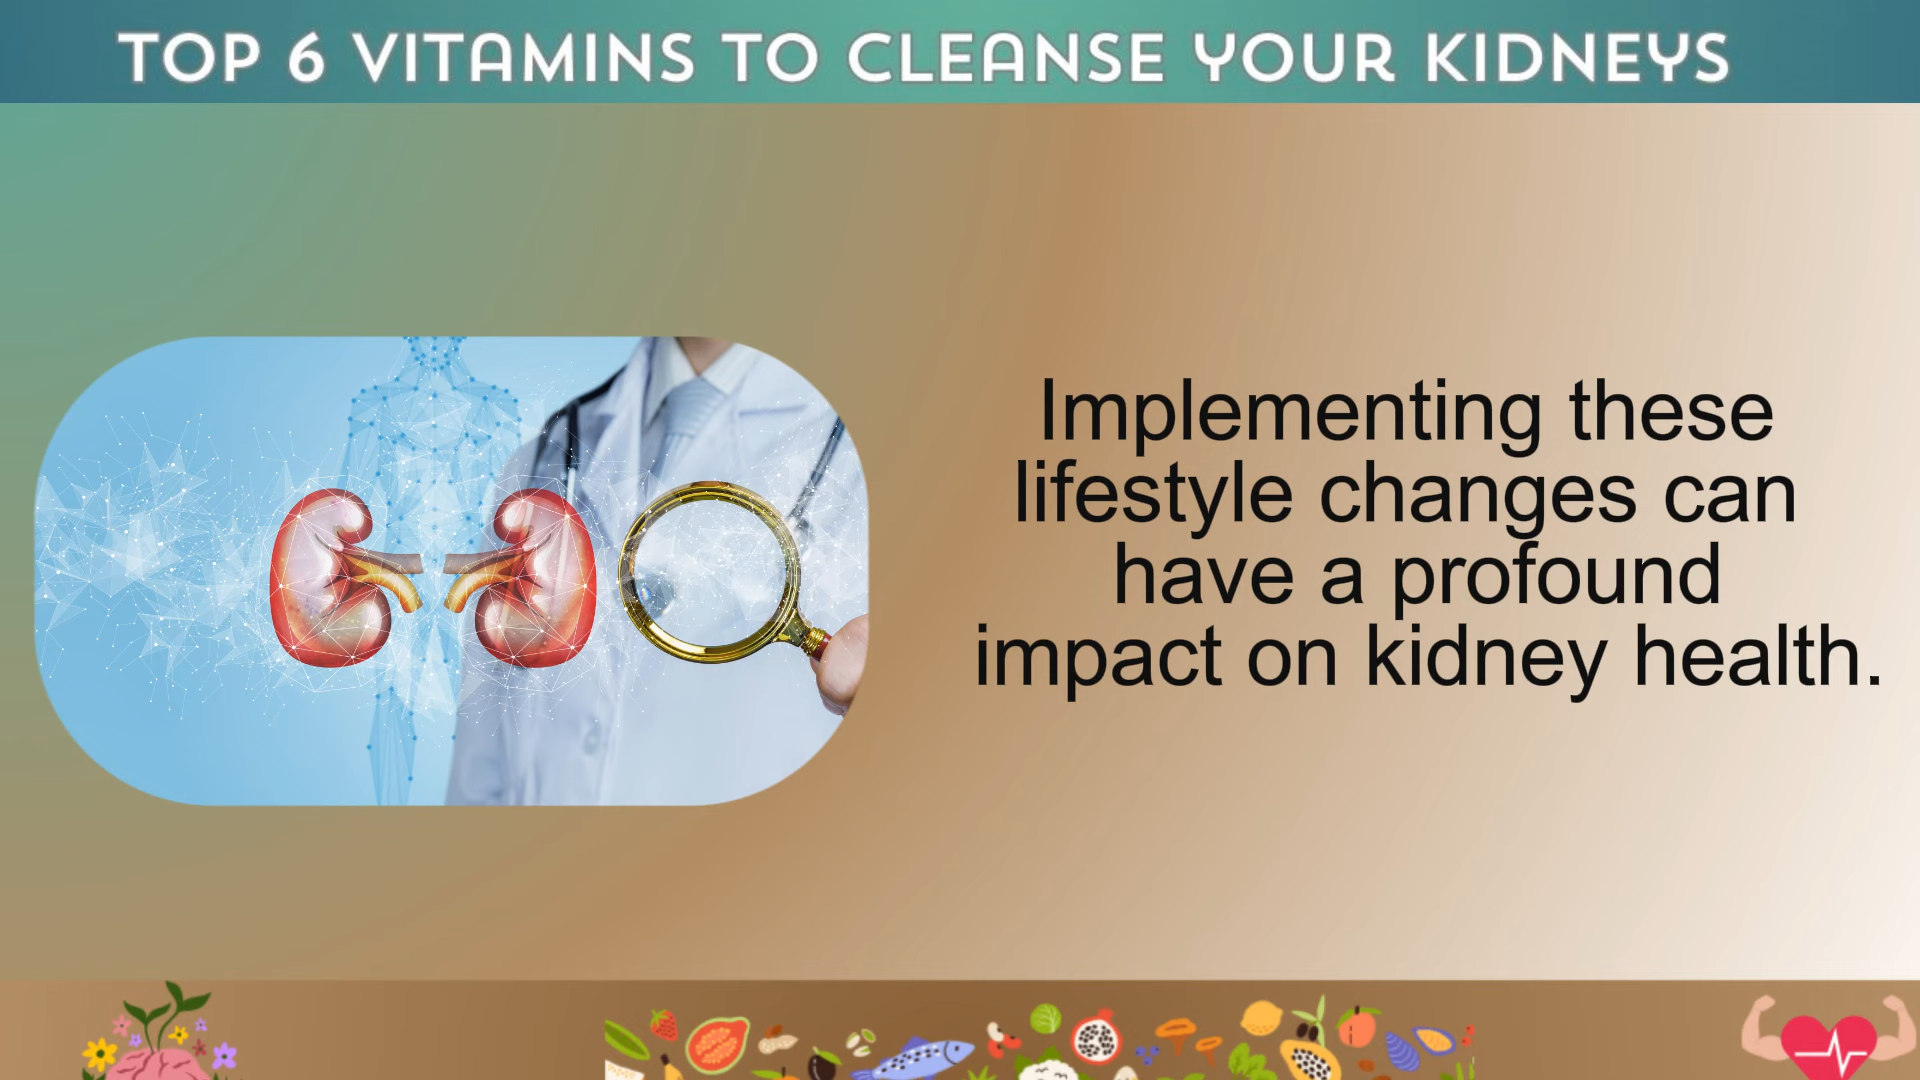 TOP 6 VITAMINS TO CLEANSE YOUR KIDNEYS
Implementing these
lifestyle changes can
have a profound
impact on kidney health.